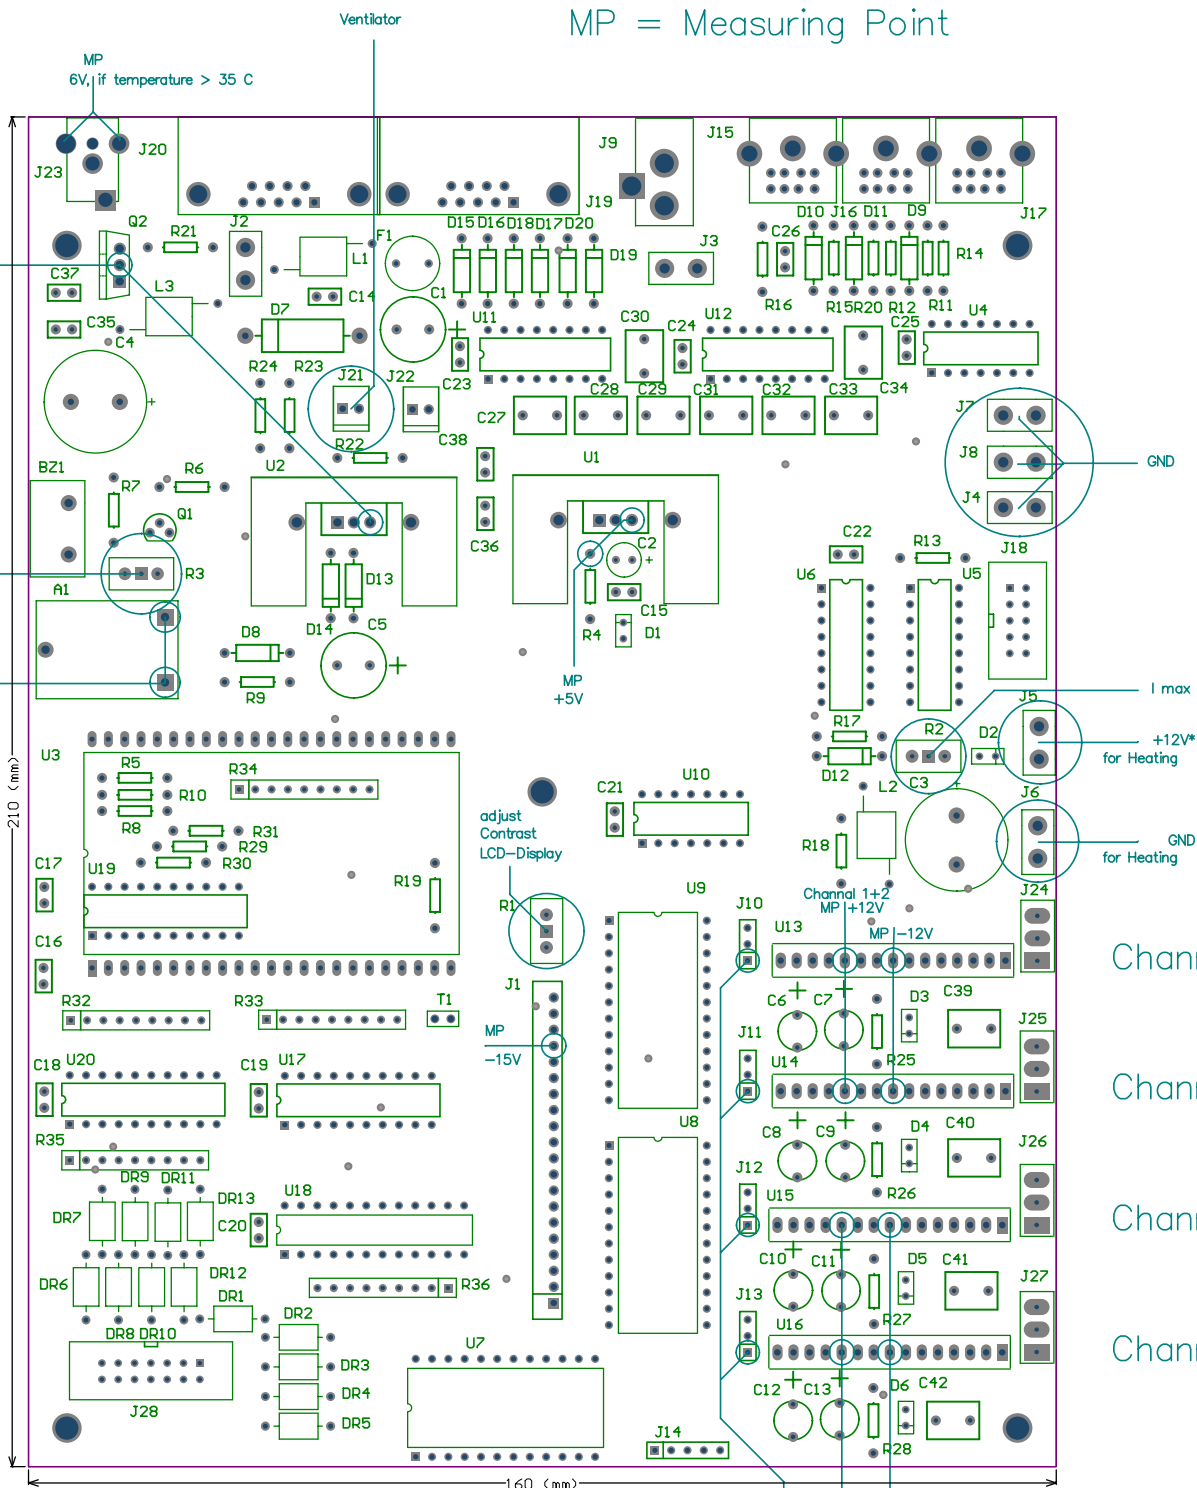 MP = Measuring Point
Ventilator
MP
6V, if temperature > 35 C
J23
J20
J9
J19
J15
J17
Q2
R21
J2
L1
F1
D15 D16 D18 D17 D20
D19
J3
C26
D10 J16 D11 D9
R14
C37
L3
C14
C1
R16
R15 R20 R12 R11
C35
C4
D7
U11
C30
C24
U12
C25
U4
+
R24
R23
J21
J22
C23
C28
C29
C31
C32
C33
C34
C27
J7
J8
J4
GND
BZ1
R7
R6
U2
R22
C38
U1
Q1
C36
C2
+
C22
R13
J18
R3
A1
D13
D14
C5
+
R4
C15
D1
U6
U5
D8
R9
MP
+5V
I max
J5
+12V*
for Heating
U3
R5
R10
R8
R34
R17
D12
R2
D2
C3
+
L2
J6
GND
for Heating
210 (mm)
C21
U10
adjust
Contrast
LCD-Display
R31
R29
R30
R18
C17
U19
R19
R1
U9
Channel 1+2
MP +12V
MP -12V
J10
U13
J24
C16
J1
R32
R33
T1
C6
C7
D3
C39
J25
MP
-15V
J11
U14
R25
C18
U20
C19
U17
R35
U8
C8
C9
D4
C40
J26
DR9
DR11
DR7
DR13
C20
U18
J12
U15
R26
DR6
DR12
DR1
DR2
R36
C10
C11
D5
C41
J27
DR8
DR10
J13
U16
R27
J28
DR3
DR4
DR5
U7
J14
C12
C13
D6
C42
R28
160 (mm)